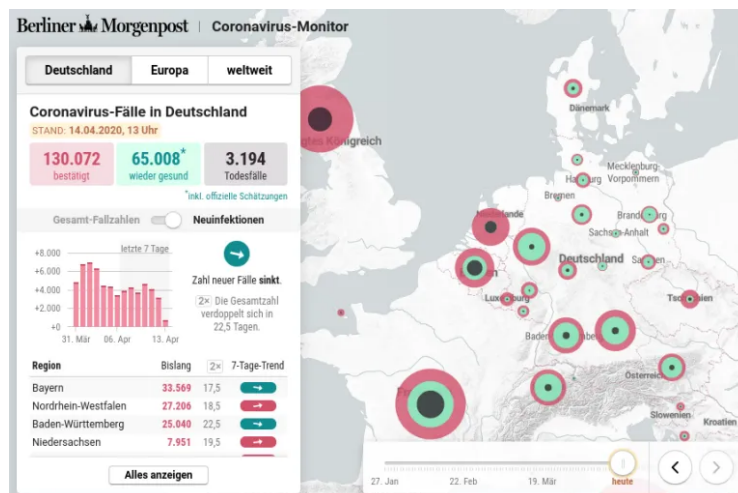 Berliner Morgenpost | Coronavirus-Monitor
Deutschland Europa weltweit
Coronavirus-Fälle in Deutschland
STAND: 14.04.2020, 13 Uhr
130.072 65.008* 3.194
bestätigt wieder gesund Todesfälle
*inkl. offizielle Schätzungen
Gesamt-Fallzahlen Neuinfektionen
letzte 7 Tage
+8.000
+6.000
+4.000
+2.000
+0
31. Mär 06. Apr 13. Apr
Zahl neuer Fälle sinkt.
2× Die Gesamtzahl
verdoppelt sich in
22,5 Tagen.
Region Bislang 2× 7-Tage-Trend
Bayern 33.569 17,5
Nordrhein-Westfalen 27.206 18,5
Baden-Württemberg 25.040 22,5
Niedersachsen 7.951 19,5
Alles anzeigen
Dänemark
Königreich
Mecklenburg-
Vorpommern
Hamburg
Bremen
Niederlande
Brandenburg
Sachsen-Anhalt
Deutschland
Sachsen
Luxemburg
Tschechien
Baden
Österreich
Slowenien
Kroatien
27. Jan 22. Feb 19. Mär heute